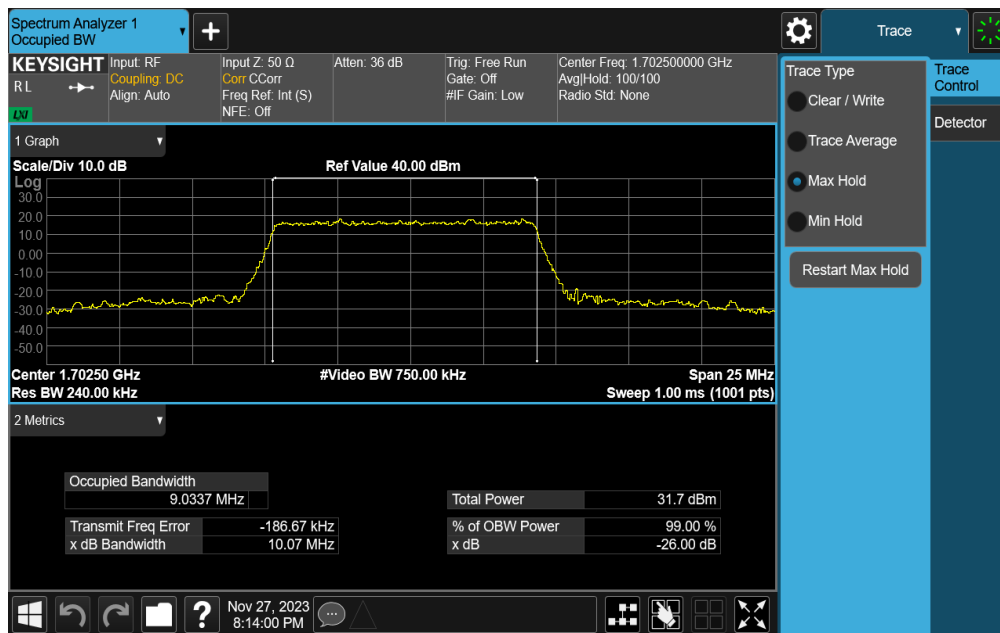 Spectrum Analyzer 1
Occupied BW
Trace
KEYSIGHT
RL
LXI
Input: RF
Coupling: DC
Align: Auto
Input Z: 50 Ω
Corr CCorr
Freq Ref: Int (S)
NFE: Off
Atten: 36 dB
Trig: Free Run
Gate: Off
#IF Gain: Low
Center Freq: 1.702500000 GHz
Avg|Hold: 100/100
Radio Std: None
1 Graph
Scale/Div 10.0 dB
Ref Value 40.00 dBm
Log
30.0
20.0
10.0
0.00
-10.0
-20.0
-30.0
-40.0
-50.0
Center 1.70250 GHz
#Video BW 750.00 kHz
Span 25 MHz
Res BW 240.00 kHz
Sweep 1.00 ms (1001 pts)
2 Metrics
Occupied Bandwidth
9.0337 MHz
Transmit Freq Error -186.67 kHz
x dB Bandwidth 10.07 MHz
Total Power 31.7 dBm
% of OBW Power 99.00 %
x dB -26.00 dB
Trace Type
Clear / Write
Trace Average
Max Hold
Min Hold
Restart Max Hold
Trace
Control
Detector
?
Nov 27, 2023
8:14:00 PM